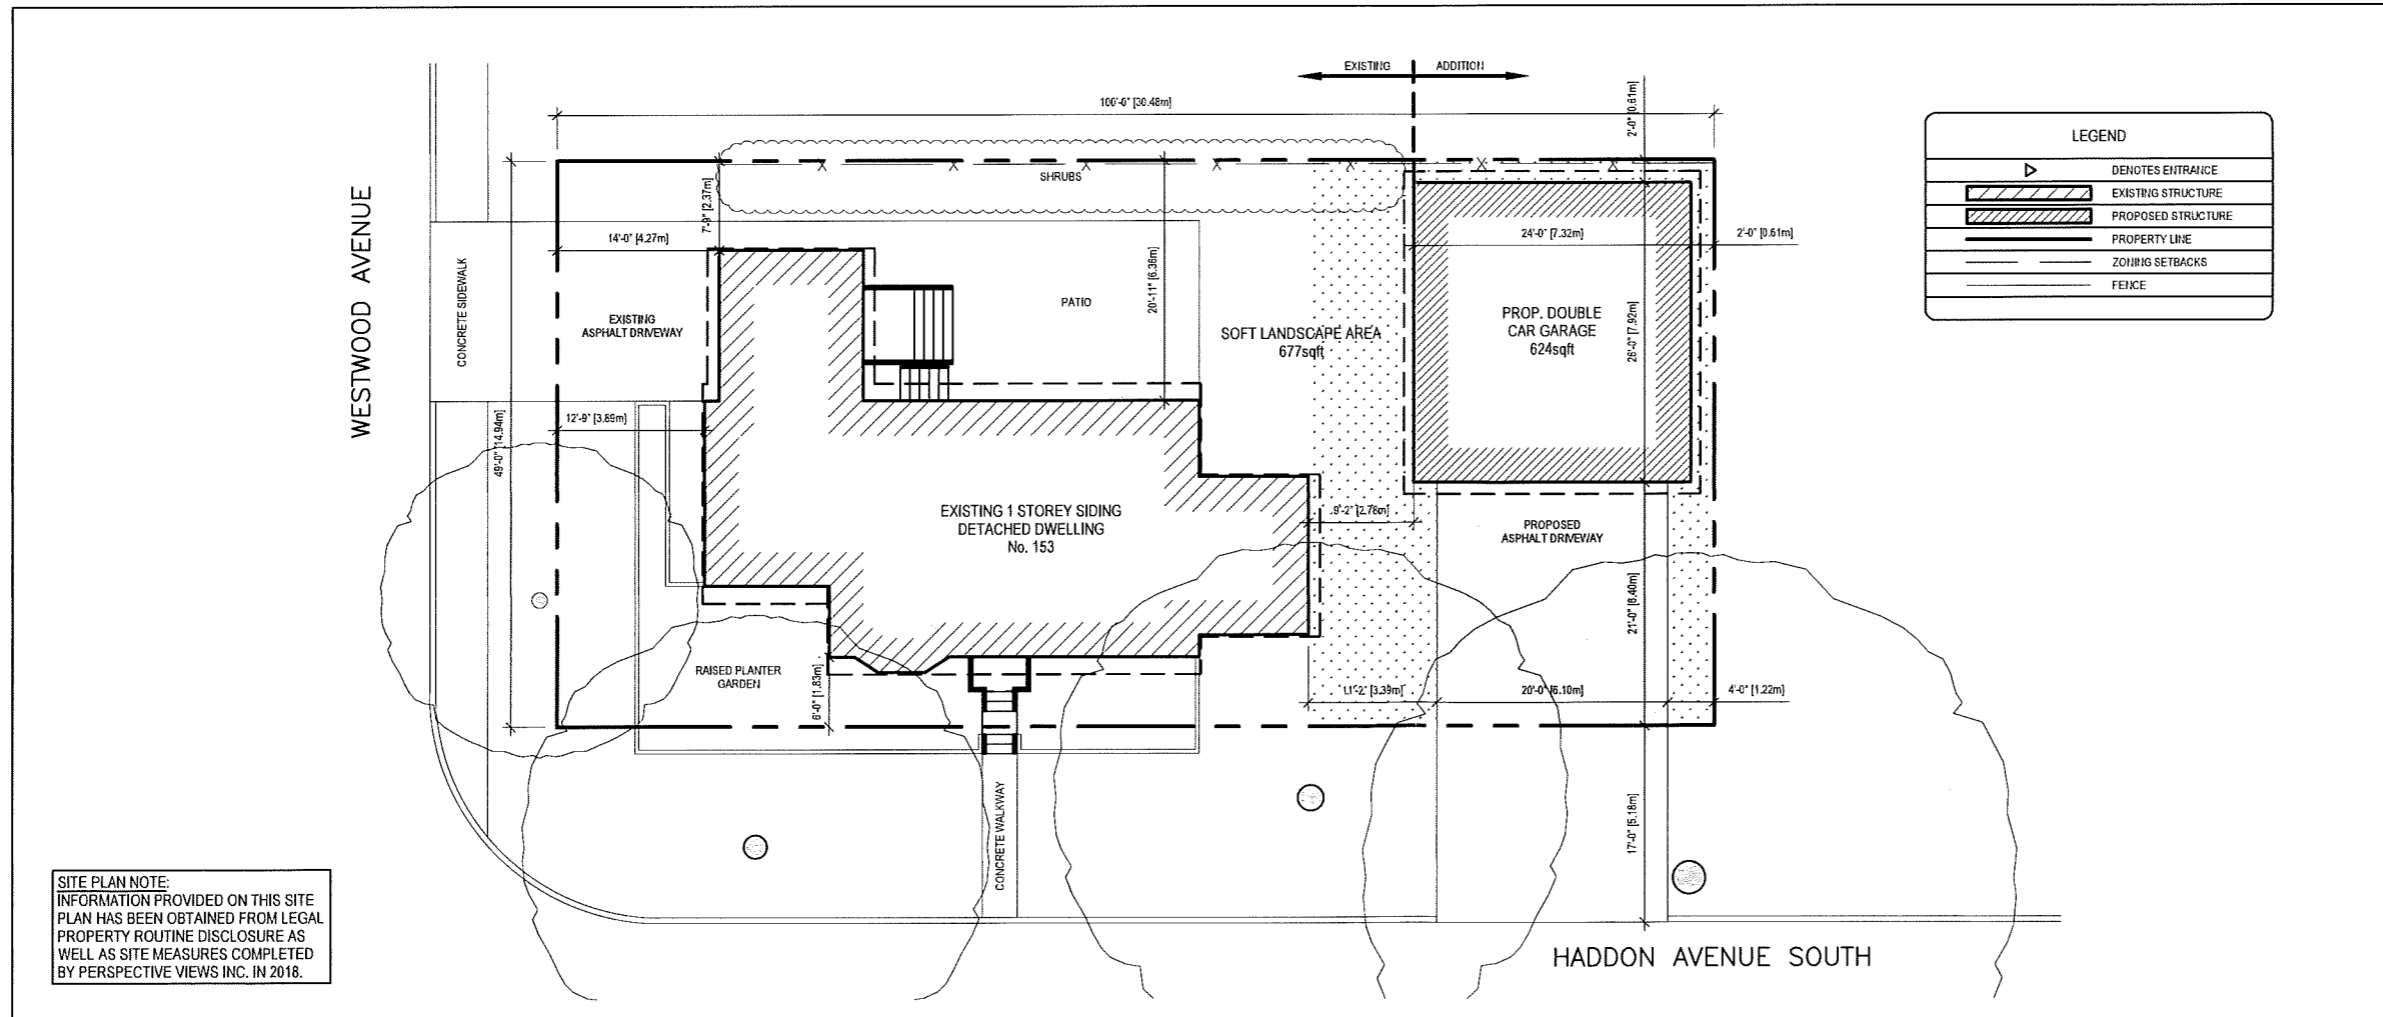 EXISTING
ADDITION
100'-0" [30.48m]
2'-0" [0.61m]
LEGEND
DENOTES ENTRANCE
EXISTING STRUCTURE
PROPOSED STRUCTURE
PROPERTY LINE
ZONING SETBACKS
FENCE
WESTWOOD AVENUE
CONCRETE SIDEWALK
49'-0" [14.94m]
14'-0" [4.27m]
7'-9" [2.37m]
SHRUBS
EXISTING
ASPHALT DRIVEWAY
12'-9" [3.89m]
PATIO
20'-11" [6.36m]
SOFT LANDSCAPE AREA
677sqft
24'-0" [7.32m]
2'-0" [0.61m]
PROP. DOUBLE
CAR GARAGE
624sqft
26'-0" [7.92m]
EXISTING 1 STOREY SIDING
DETACHED DWELLING
No. 153
9'-2" [2.78m]
PROPOSED
ASPHALT DRIVEWAY
21'-0" [6.40m]
RAISED PLANTER
GARDEN
6'-0" [1.83m]
11'-2" [3.39m]
20'-0" [6.10m]
4'-0" [1.22m]
CONCRETE WALKWAY
17'-0" [5.18m]
HADDON AVENUE SOUTH
SITE PLAN NOTE:
INFORMATION PROVIDED ON THIS SITE
PLAN HAS BEEN OBTAINED FROM LEGAL
PROPERTY ROUTINE DISCLOSURE AS
WELL AS SITE MEASURES COMPLETED
BY PERSPECTIVE VIEWS INC. IN 2018.